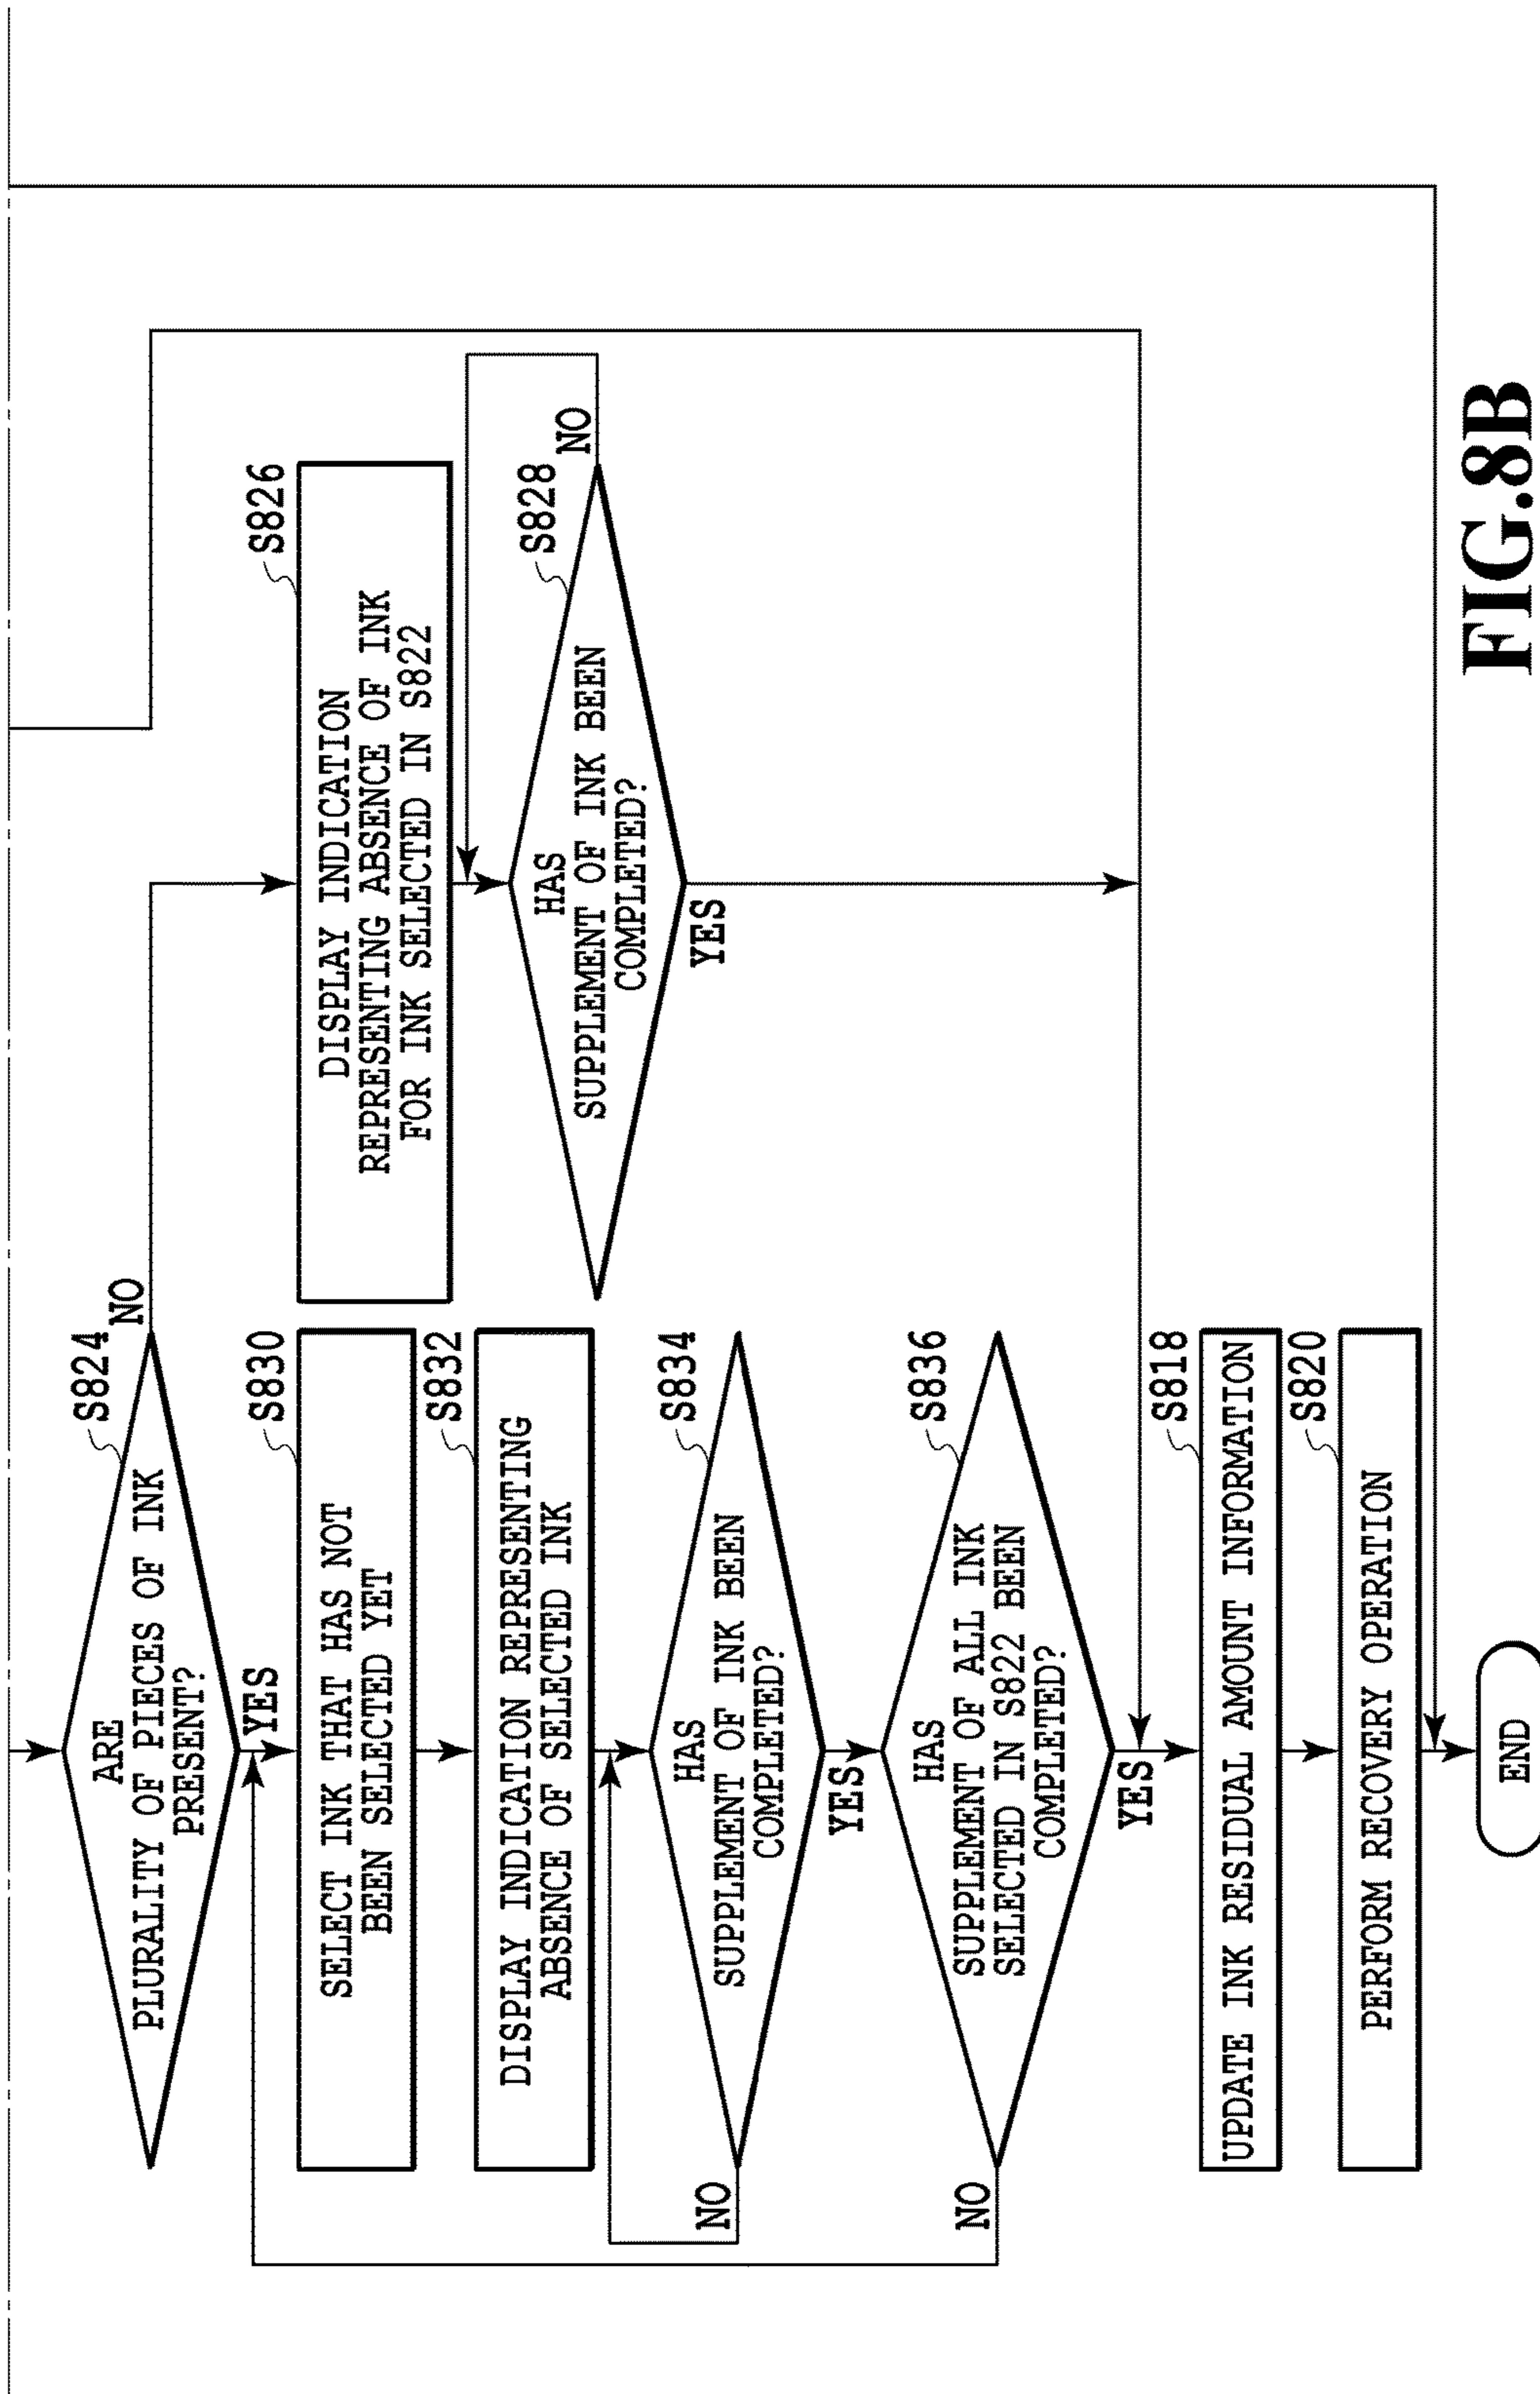 S824
ARE
PLURALITY OF PIECES OF INK
PRESENT?
NO
YES
S830
SELECT INK THAT HAS NOT
BEEN SELECTED YET
S832
DISPLAY INDICATION REPRESENTING
ABSENCE OF SELECTED INK
S834
HAS
SUPPLEMENT OF INK BEEN
COMPLETED?
NO
YES
S836
HAS
SUPPLEMENT OF ALL INK
SELECTED IN S822 BEEN
COMPLETED?
NO
YES
S826
DISPLAY INDICATION
REPRESENTING ABSENCE OF INK
FOR INK SELECTED IN S822
S828
HAS
SUPPLEMENT OF INK BEEN
COMPLETED?
NO
YES
S818
UPDATE INK RESIDUAL AMOUNT INFORMATION
S820
PERFORM RECOVERY OPERATION
END
FIG.8B